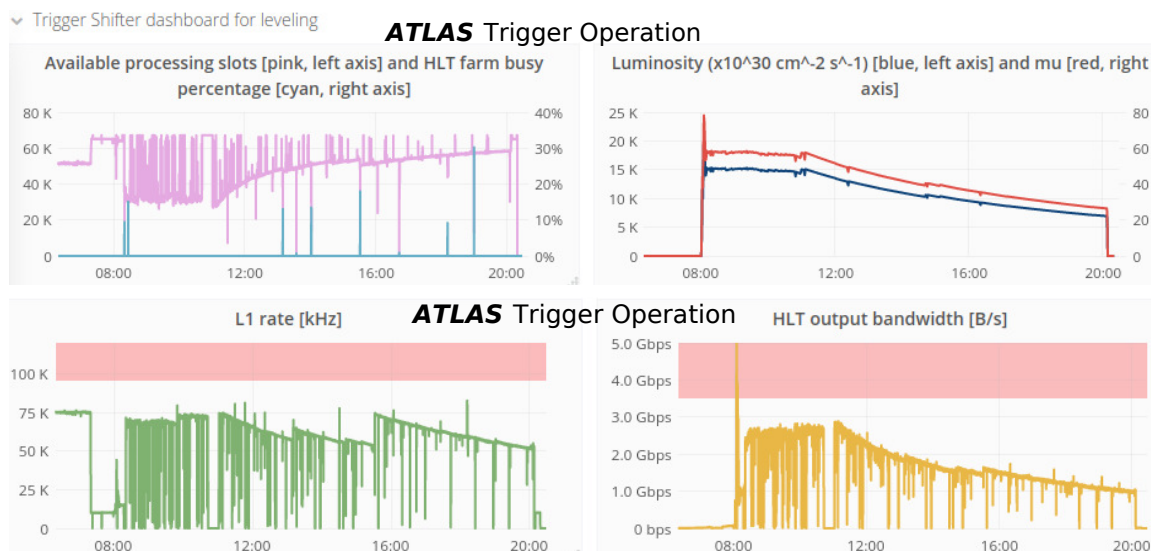 Trigger Shifter dashboard for leveling
ATLAS Trigger Operation
Available processing slots [pink, left axis] and HLT farm busy
percentage [cyan, right axis]
80 K
60 K
40 K
20 K
0
40%
30%
20%
10%
0%
08:00 12:00 16:00 20:00
Luminosity (x10^30 cm^-2 s^-1) [blue, left axis] and mu [red, right
axis]
25 K
20 K
15 K
10 K
5 K
0
80
60
40
20
0
08:00 12:00 16:00 20:00
ATLAS Trigger Operation
L1 rate [kHz]
100 K
75 K
50 K
25 K
0
08:00 12:00 16:00 20:00
HLT output bandwidth [B/s]
5.0 Gbps
4.0 Gbps
3.0 Gbps
2.0 Gbps
1.0 Gbps
0 bps
08:00 12:00 16:00 20:00